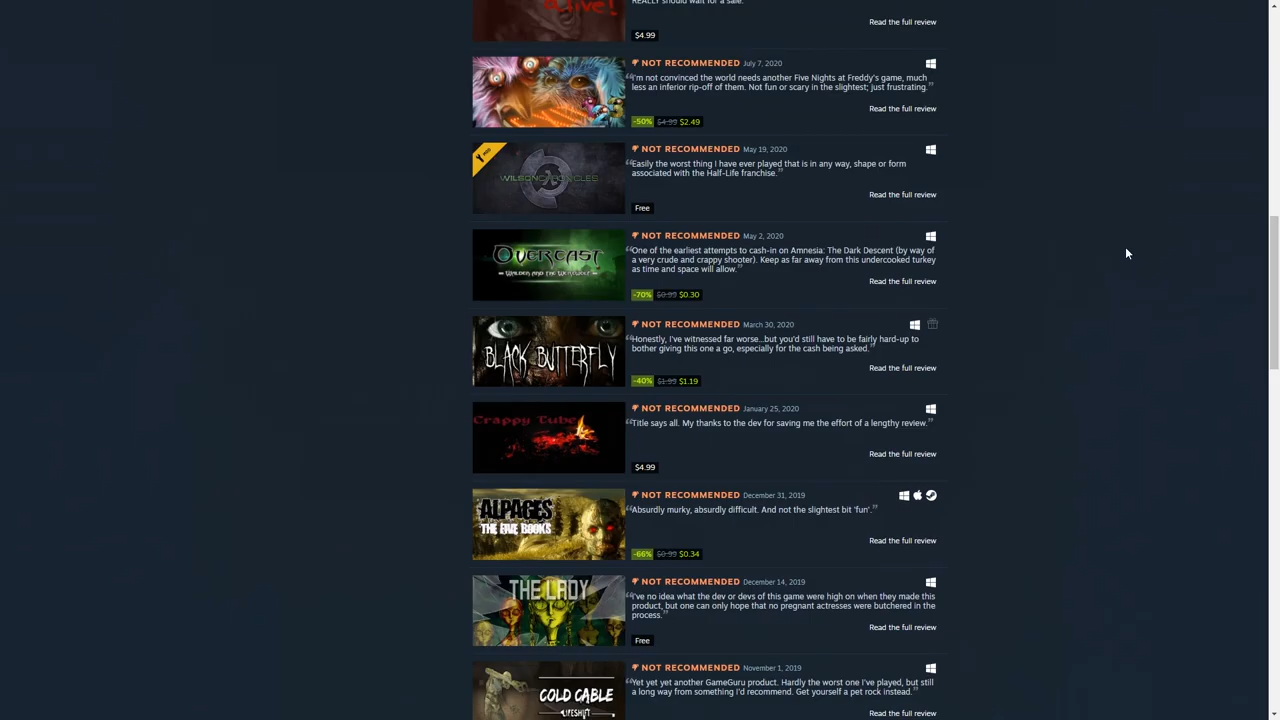 alive!
REALLY should wait for a sale.
Read the full review
$4.99
NOT RECOMMENDED July 7, 2020
“I'm not convinced the world needs another Five Nights at Freddy's game, much
less an inferior rip-off of them. Not fun or scary in the slightest; just frustrating.”
Read the full review
-50% $4.99 $2.49
NOT RECOMMENDED May 19, 2020
WILSON CHRONICLES
“Easily the worst thing I have ever played that is in any way, shape or form
associated with the Half-Life franchise.”
Read the full review
Free
NOT RECOMMENDED May 2, 2020
OVERCAST
WALDEN AND THE WEREWOLF
“One of the earliest attempts to cash-in on Amnesia: The Dark Descent (by way of
a very crude and crappy shooter). Keep as far away from this undercooked turkey
as time and space will allow.”
Read the full review
-70% $0.99 $0.30
NOT RECOMMENDED March 30, 2020
BLACK BUTTERFLY
“Honestly, I've witnessed far worse...but you'd still have to be fairly hard-up to
bother giving this one a go, especially for the cash being asked.”
Read the full review
-40% $1.99 $1.19
NOT RECOMMENDED January 25, 2020
Crappy Tube
“Title says all. My thanks to the dev for saving me the effort of a lengthy review.”
Read the full review
$4.99
NOT RECOMMENDED December 31, 2019
ALPAGES
THE FIVE BOOKS
“Absurdly murky, absurdly difficult. And not the slightest bit 'fun'.”
Read the full review
-66% $0.99 $0.34
NOT RECOMMENDED December 14, 2019
THE LADY
“I've no idea what the dev or devs of this game were high on when they made this
product, but one can only hope that no pregnant actresses were butchered in the
process.”
Read the full review
Free
NOT RECOMMENDED November 1, 2019
COLD CABLE
LIFESHIFT
“Yet yet yet another GameGuru product. Hardly the worst one I've played, but still
a long way from something I'd recommend. Get yourself a pet rock instead.”
Read the full review